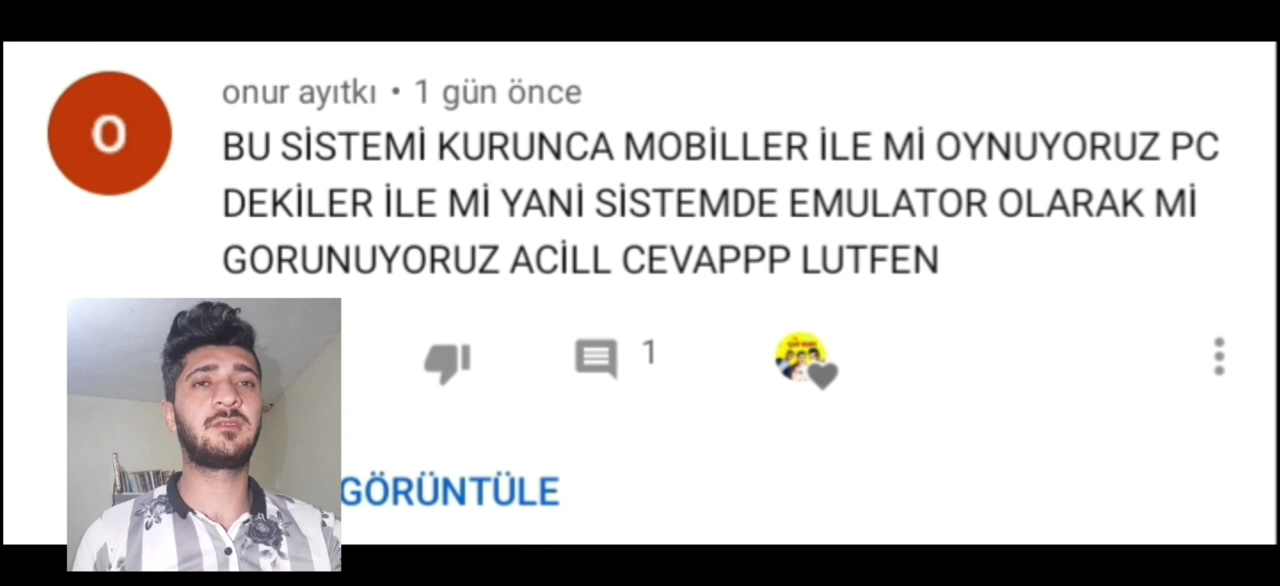 O
onur ayıtkı • 1 gün önce
BU SİSTEMİ KURUNCA MOBİLLER İLE Mİ OYNUYORUZ PC
DEKİLER İLE Mİ YANİ SİSTEMDE EMULATOR OLARAK Mİ
GORUNUYORUZ ACİLL CEVAPPP LUTFEN
1
GÖRÜNTÜLE